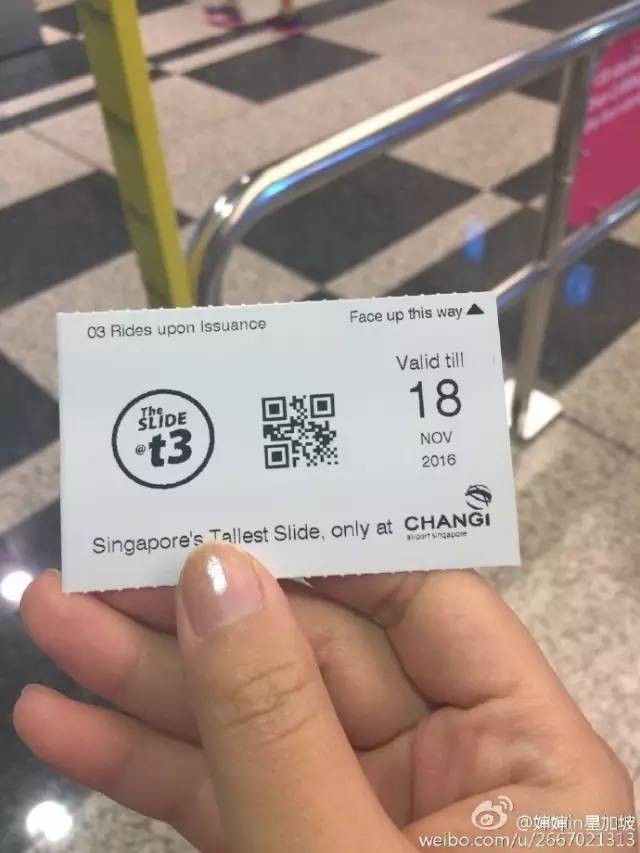 03 Rides upon Issuance
Face up this way
The
SLIDE
@t3
Valid till
18
NOV
2016
Singapore's Tallest Slide, only at
CHANGI
airport singapore
@婶婶in星加坡
weibo.com/u/2667021313